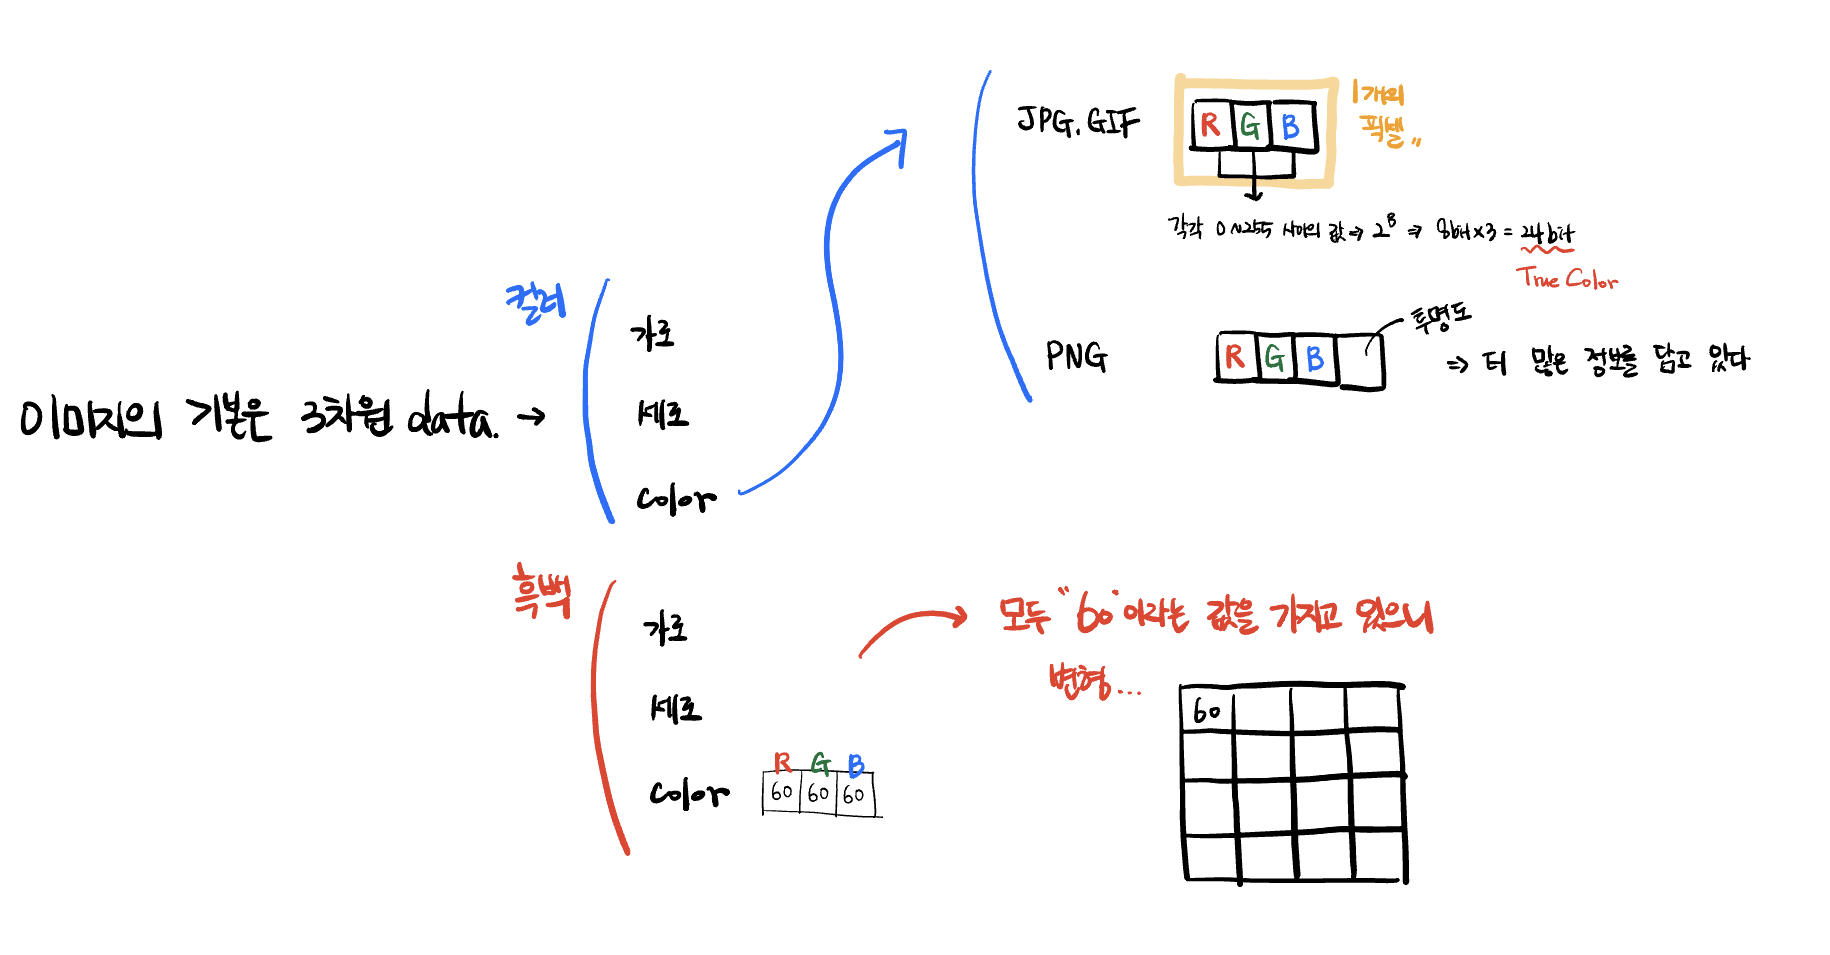 이미지의 기본은 3차원 data. →
컬러
가로
세로
Color
JPG.GIF
R G B
1개의
픽셀
각각 0~255 사이의 값 ⇒ 2^8 ⇒ 8bit×3 = 24bit
True Color
PNG
R G B
투명도
⇒ 더 많은 정보를 담고 있다
흑백
가로
세로
Color
R G B
60 60 60
모두 "60"이라는 값을 가지고 있으니
변형...
60